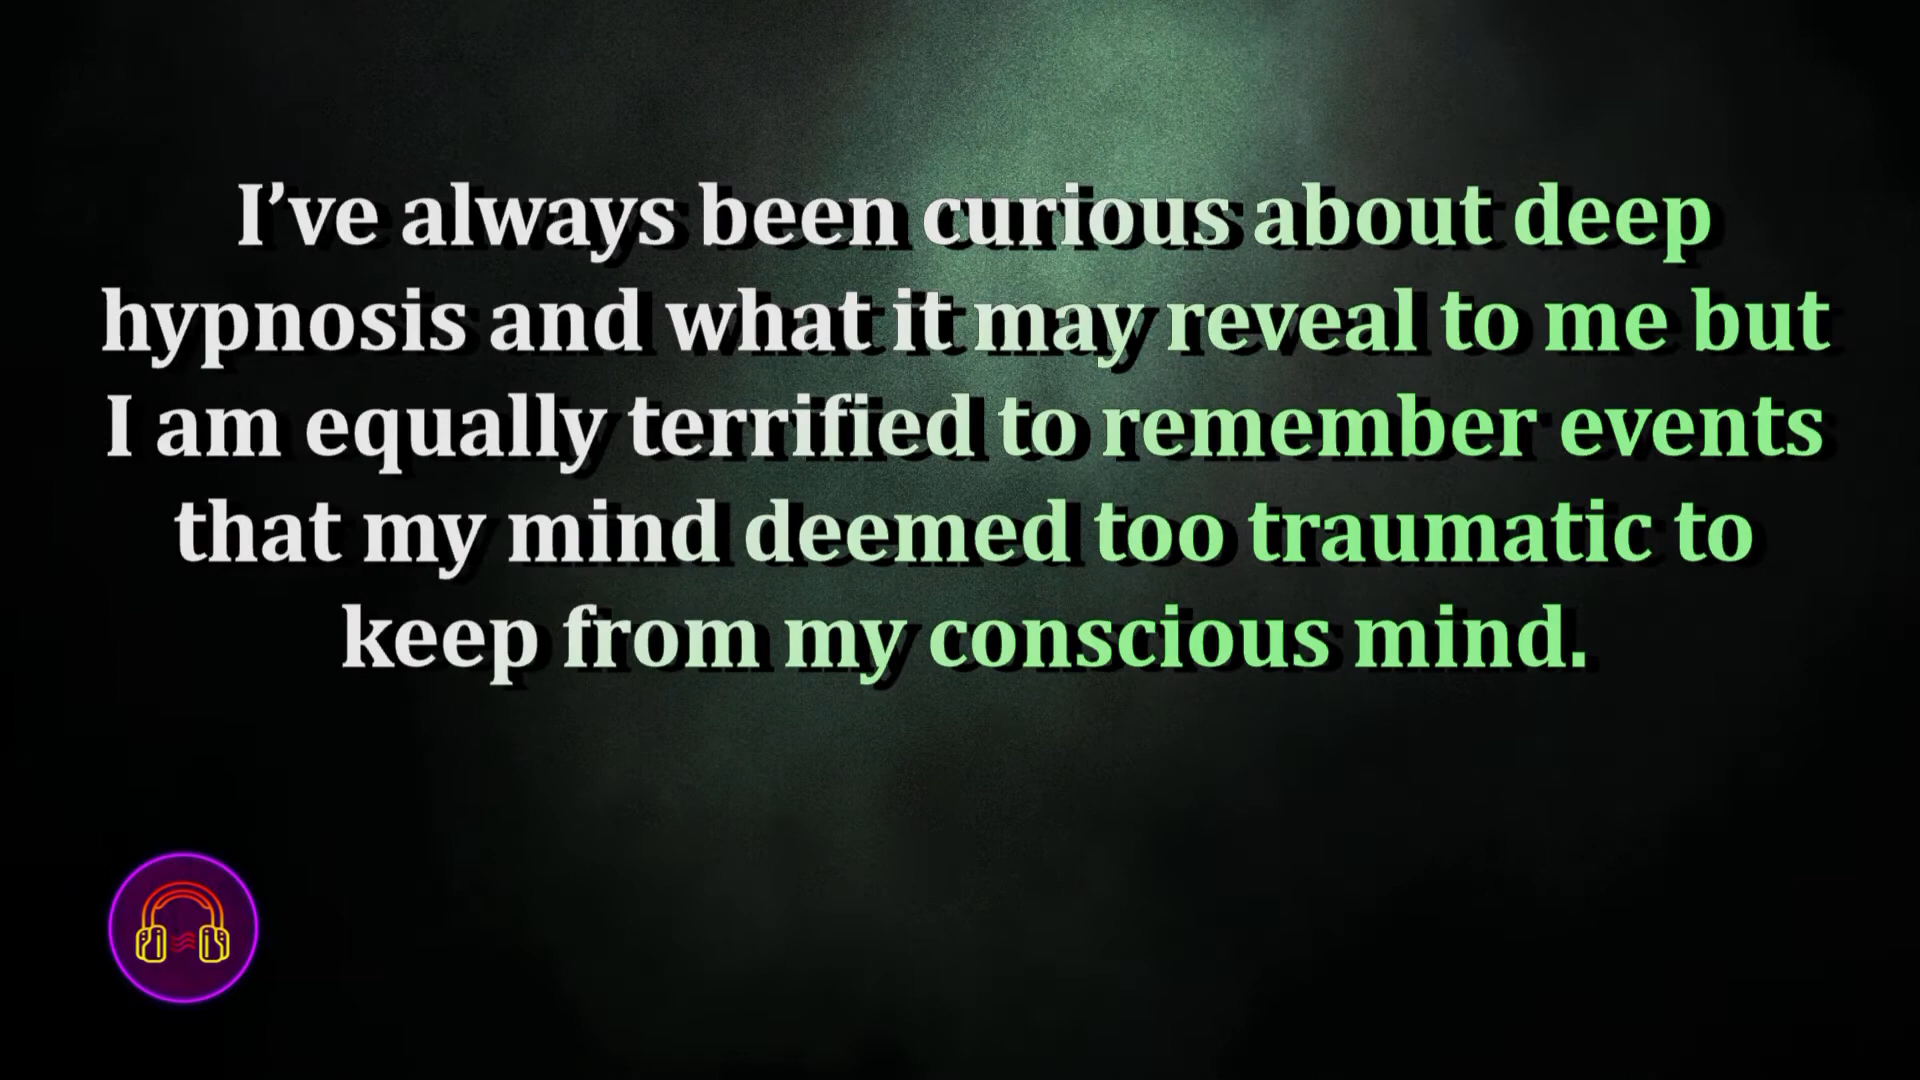 I’ve always been curious about deep
hypnosis and what it may reveal to me but
I am equally terrified to remember events
that my mind deemed too traumatic to
keep from my conscious mind.